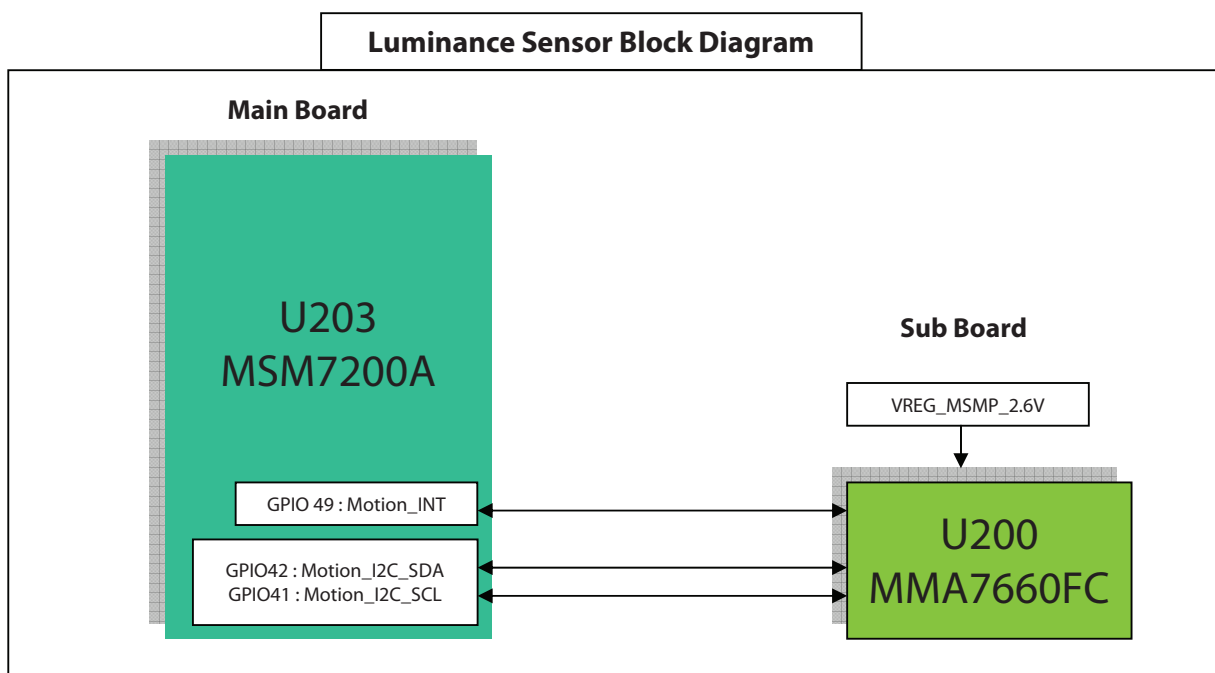 Luminance Sensor Block Diagram
Main Board
U203
MSM7200A
Sub Board
VREG_MSMP_2.6V
GPIO 49 : Motion_INT
GPIO42 : Motion_I2C_SDA
GPIO41 : Motion_I2C_SCL
U200
MMA7660FC